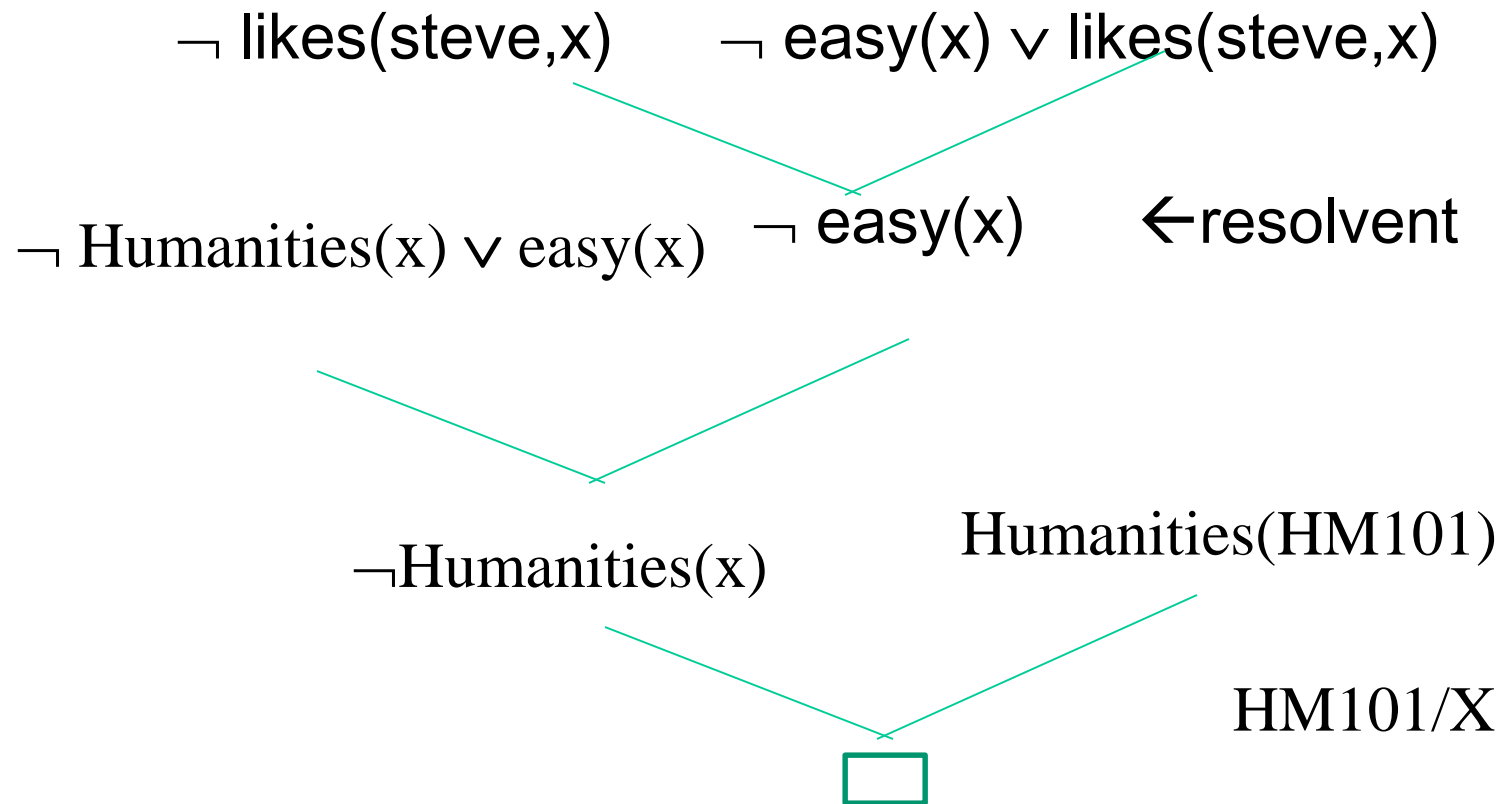 ¬ likes(steve,x) ¬ easy(x) ∨ likes(steve,x)
¬ Humanities(x) ∨ easy(x) ¬ easy(x) ←resolvent
¬Humanities(x) Humanities(HM101)
HM101/X